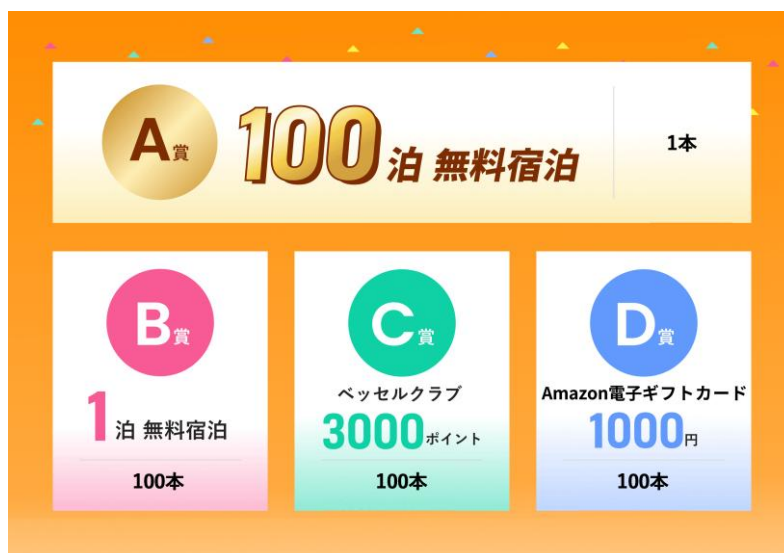 A賞
100泊 無料宿泊
1本
B賞
1泊 無料宿泊
100本
C賞
ベッセルクラブ
3000ポイント
100本
D賞
Amazon電子ギフトカード
1000円
100本